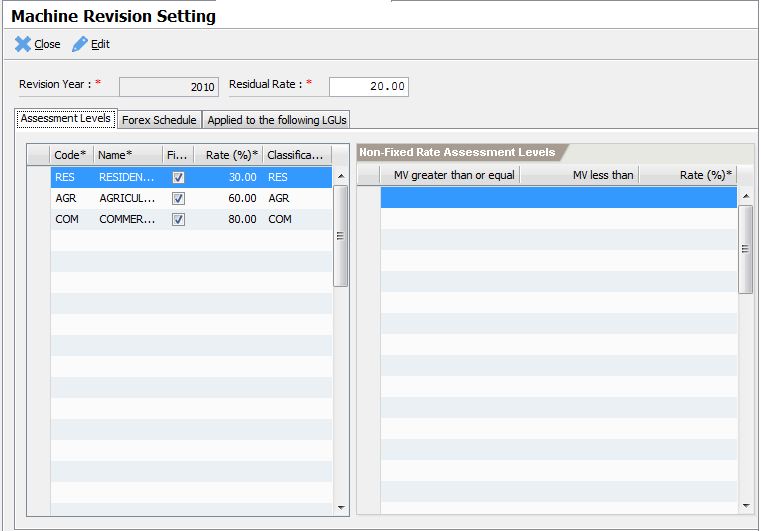 Machine Revision Setting
Close Edit
Revision Year : * 2010 Residual Rate : * 20.00
Assessment Levels Forex Schedule Applied to the following LGUs
Code* Name* Fi... Rate (%)* Classifica...
RES RESIDEN... 30.00 RES
AGR AGRICUL... 60.00 AGR
COM COMMER... 80.00 COM
Non-Fixed Rate Assessment Levels
MV greater than or equal MV less than Rate (%)*